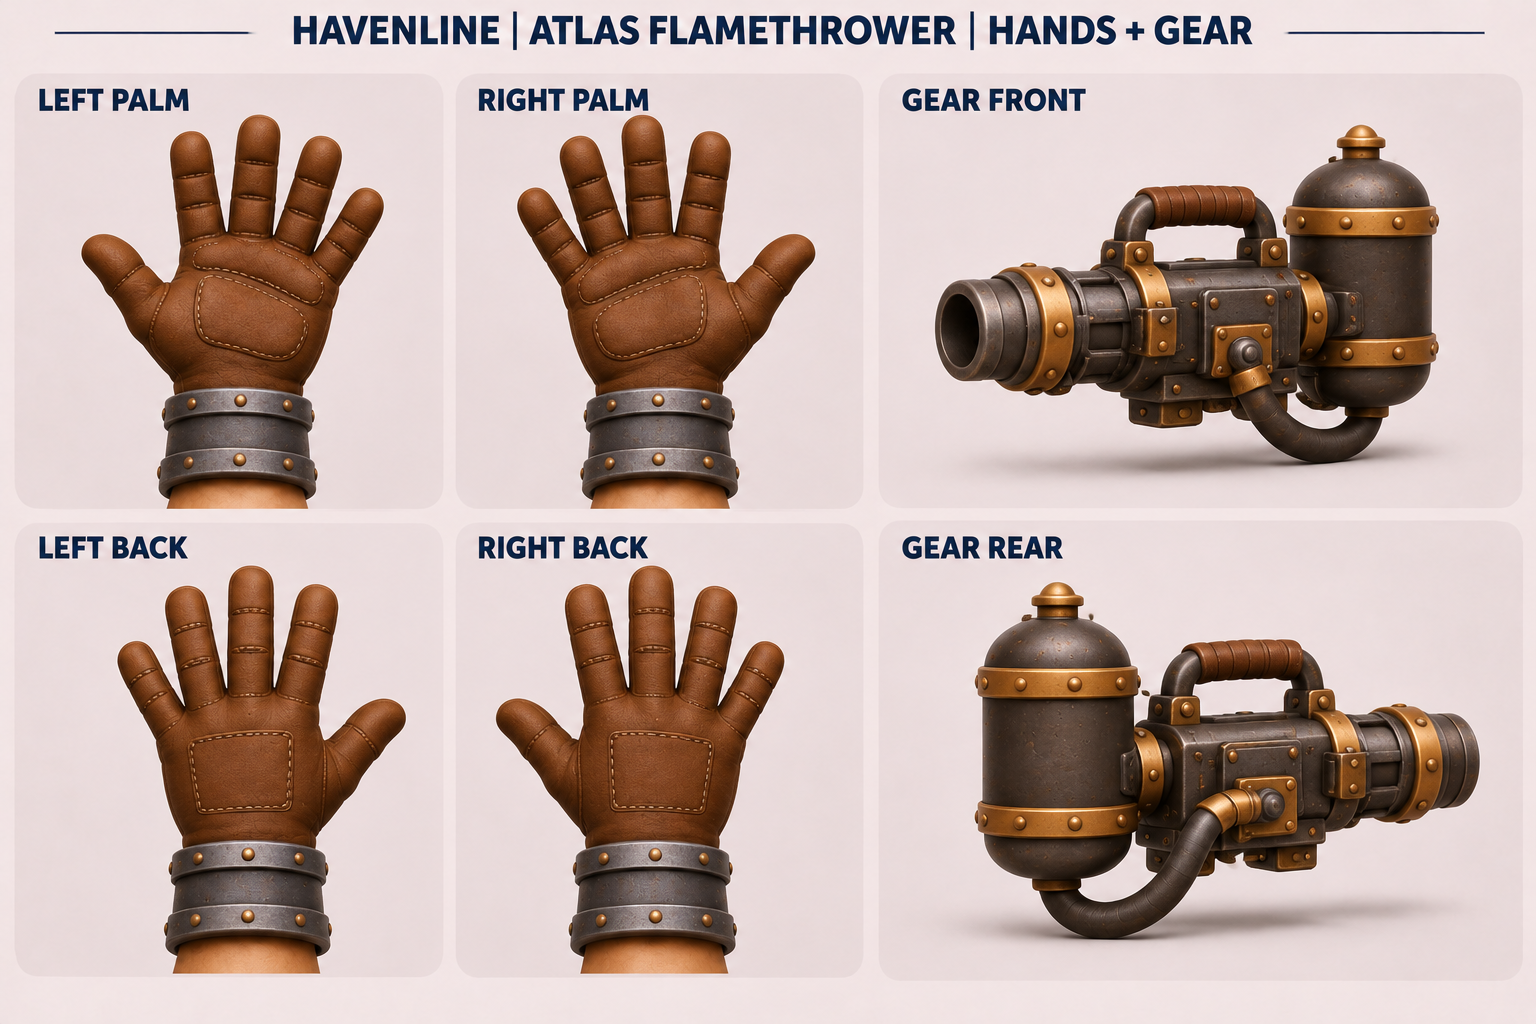 HAVENLINE | ATLAS FLAMETHROWER | HANDS + GEAR
LEFT PALM
RIGHT PALM
GEAR FRONT
LEFT BACK
RIGHT BACK
GEAR REAR